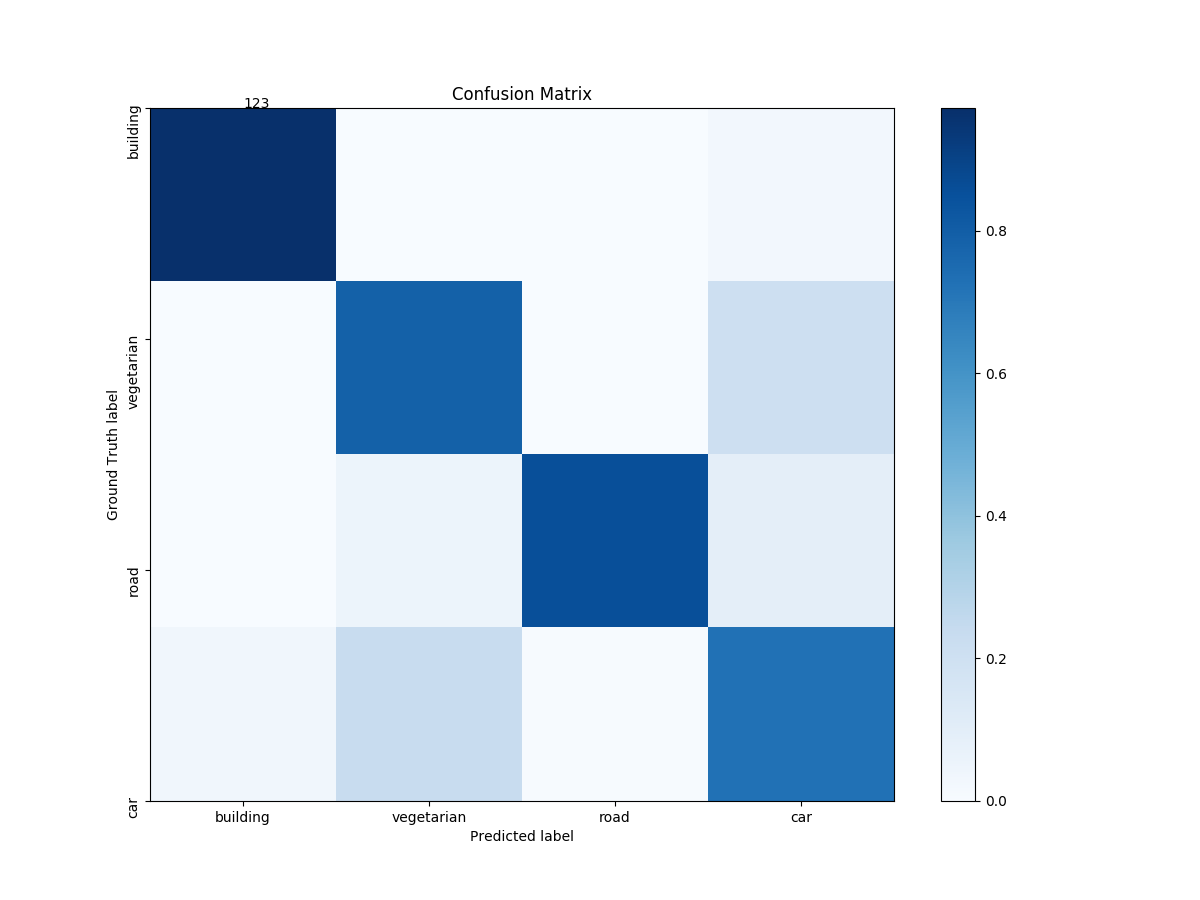 Confusion Matrix
123
building
vegetarian
road
car
Ground Truth label
building vegetarian road car
Predicted label
0.8
0.6
0.4
0.2
0.0